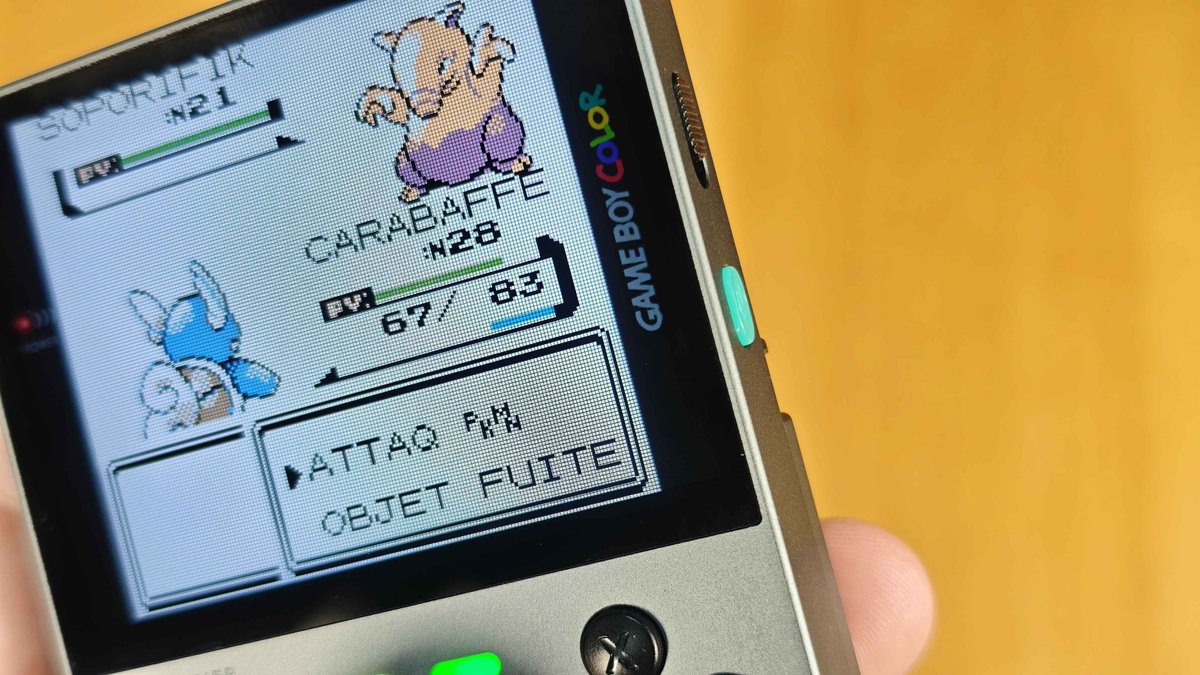 SOPORIFIK
:N21
PV:
CARABAFFE
:N28
PV:
67/ 83
ATTAQ PKMN
OBJET FUITE
GAME BOY COLOR
X